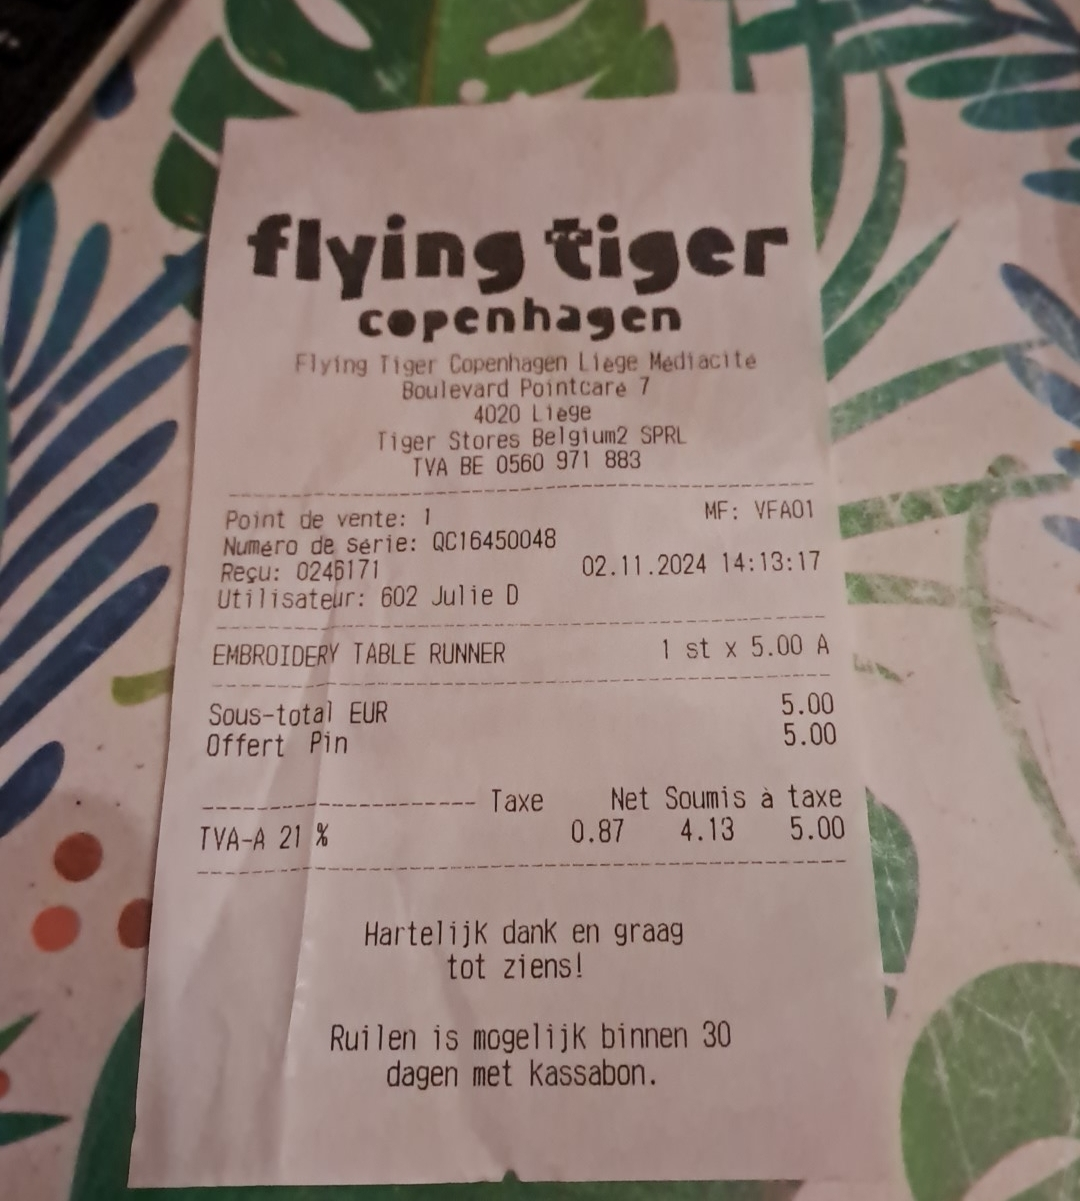 flying tiger
copenhagen
Flying Tiger Copenhagen Liege Mediacite
Boulevard Pointcaré 7
4020 Liege
Tiger Stores Belgium2 SPRL
TVA BE 0560 971 883
Point de vente: 1 MF: VFA01
Numéro de série: QC16450048
Reçu: 0246171 02.11.2024 14:13:17
Utilisateur: 602 Julie D
EMBROIDERY TABLE RUNNER 1 st x 5.00 A
Sous-total EUR 5.00
Offert Pin 5.00
Taxe Net Soumis à taxe
TVA-A 21 % 0.87 4.13 5.00
Hartelijk dank en graag
tot ziens!
Ruilen is mogelijk binnen 30
dagen met kassabon.